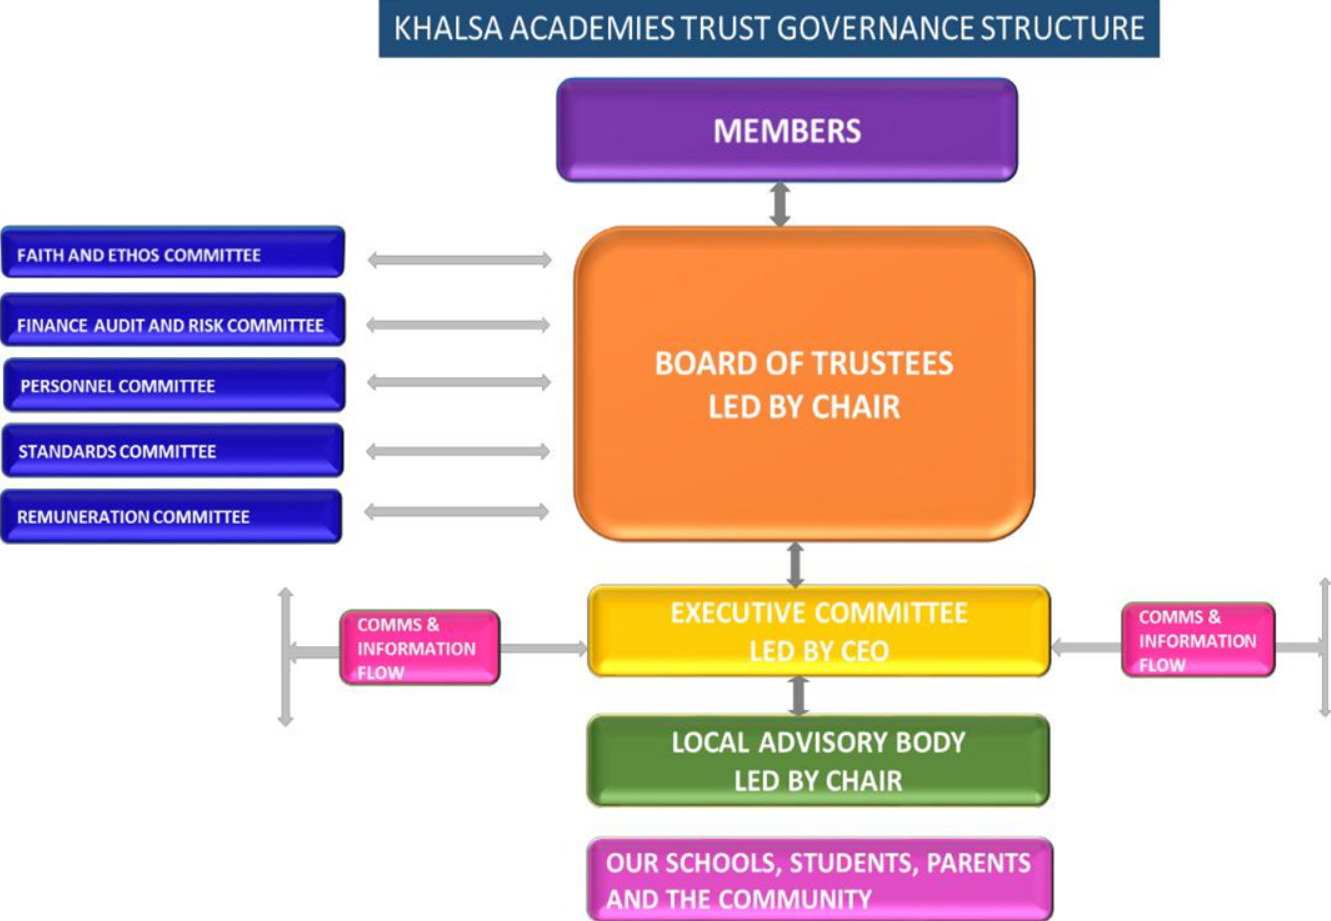 KHALSA ACADEMIES TRUST GOVERNANCE STRUCTURE
MEMBERS
FAITH AND ETHOS COMMITTEE
FINANCE AUDIT AND RISK COMMITTEE
PERSONNEL COMMITTEE
STANDARDS COMMITTEE
REMUNERATION COMMITTEE
BOARD OF TRUSTEES
LED BY CHAIR
COMMS &
INFORMATION
FLOW
EXECUTIVE COMMITTEE
LED BY CEO
COMMS &
INFORMATION
FLOW
LOCAL ADVISORY BODY
LED BY CHAIR
OUR SCHOOLS, STUDENTS, PARENTS
AND THE COMMUNITY